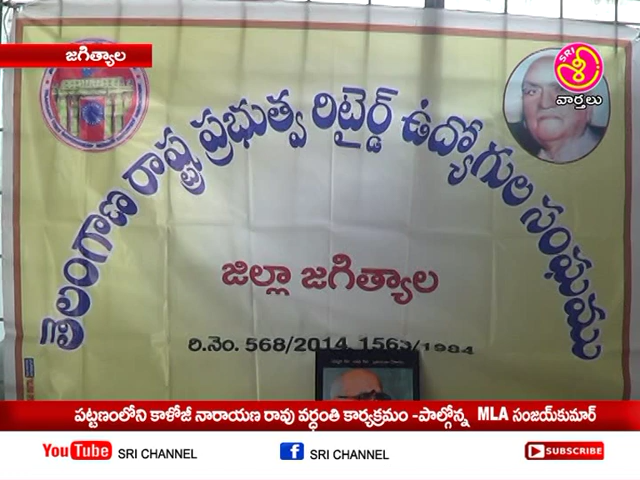 జగిత్యాల
SRI
శ్రీ
వార్తలు
తెలంగాణ రాష్ట్ర ప్రభుత్వ రిటైర్డ్ ఉద్యోగుల సంఘము
జిల్లా జగిత్యాల
రి.నెం. 568/2014, 1563/1984
పట్టణంలోని కాళోజీ నారాయణ రావు వర్ధంతి కార్యక్రమం -పాల్గోన్న MLA సంజయ్‌కుమార్
YouTube SRI CHANNEL
f SRI CHANNEL
SUBSCRIBE